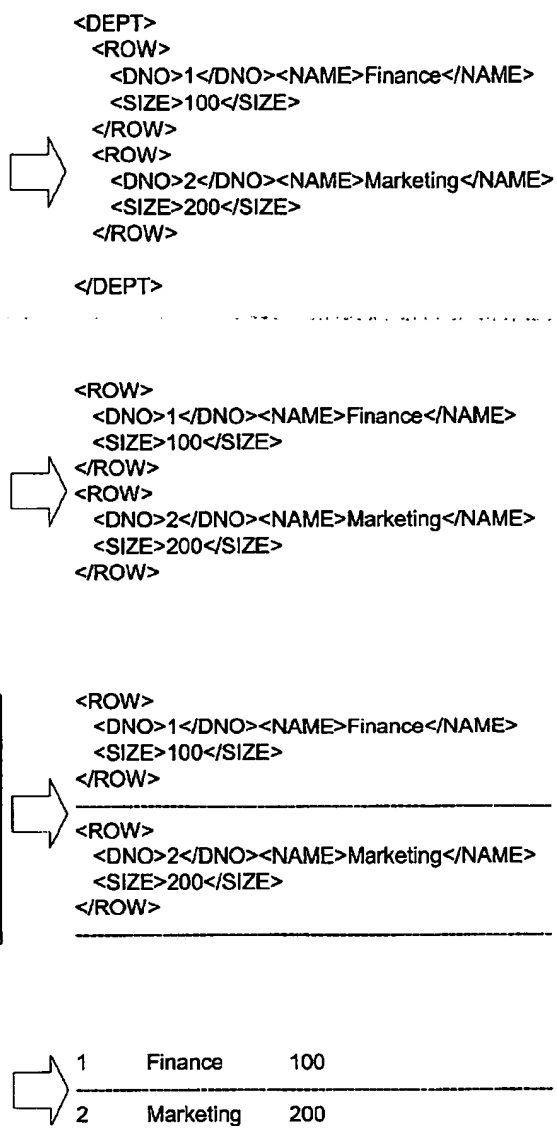 <DEPT>
<ROW>
<DNO>1</DNO><NAME>Finance</NAME>
<SIZE>100</SIZE>
</ROW>
<ROW>
<DNO>2</DNO><NAME>Marketing</NAME>
<SIZE>200</SIZE>
</ROW>
</DEPT>
<ROW>
<DNO>1</DNO><NAME>Finance</NAME>
<SIZE>100</SIZE>
</ROW>
<ROW>
<DNO>2</DNO><NAME>Marketing</NAME>
<SIZE>200</SIZE>
</ROW>
<ROW>
<DNO>1</DNO><NAME>Finance</NAME>
<SIZE>100</SIZE>
</ROW>
<ROW>
<DNO>2</DNO><NAME>Marketing</NAME>
<SIZE>200</SIZE>
</ROW>
1 Finance 100
2 Marketing 200